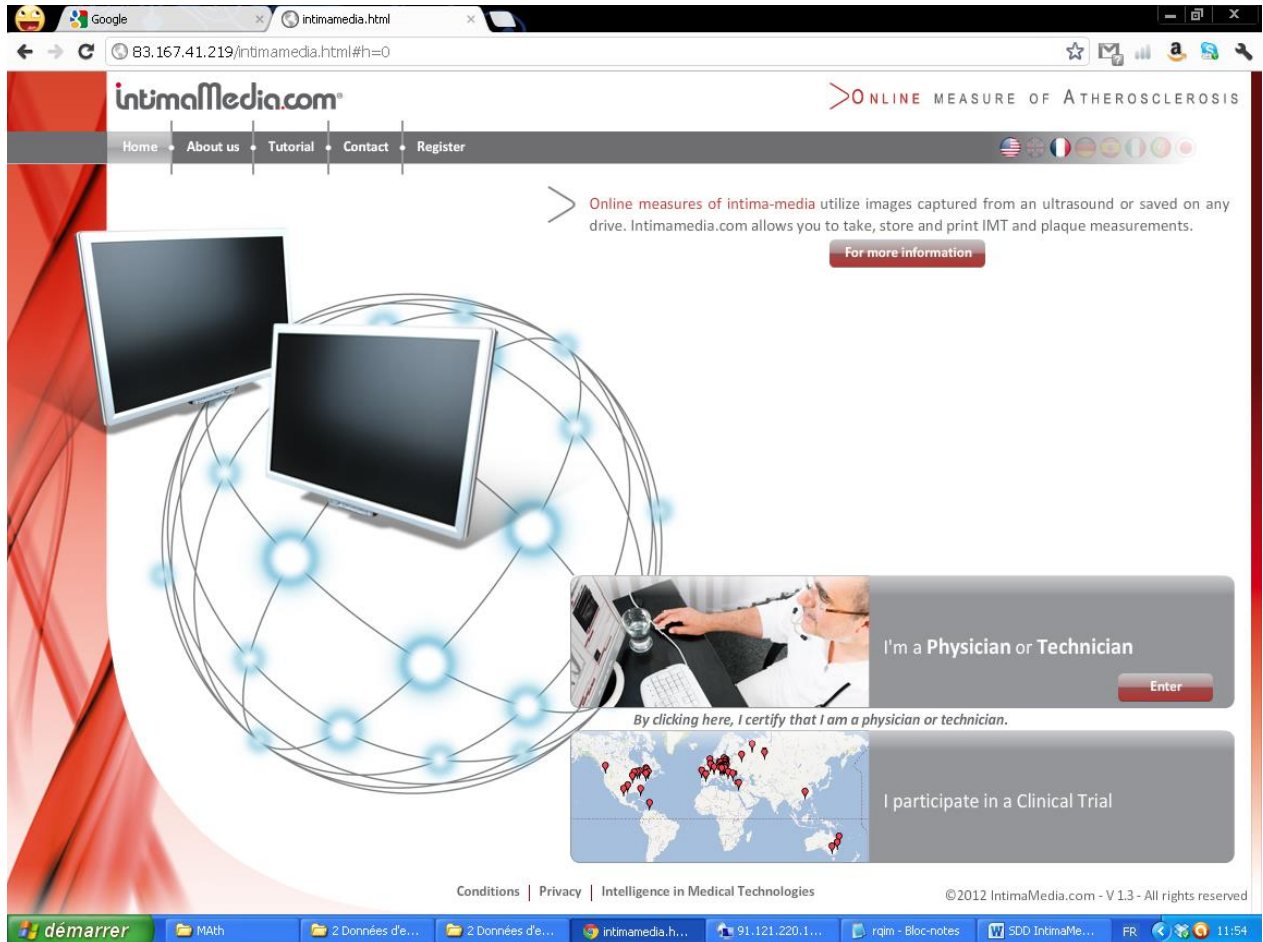 Google
intimamedia.html
83.167.41.219/intimamedia.html#h=0
intimaMedia.com
ONLINE MEASURE OF ATHEROSCLEROSIS
Home About us Tutorial Contact Register
Online measures of intima-media utilize images captured from an ultrasound or saved on any
drive. Intimamedia.com allows you to take, store and print IMT and plaque measurements.
For more information
I'm a Physician or Technician
Enter
By clicking here, I certify that I am a physician or technician.
I participate in a Clinical Trial
Conditions | Privacy | Intelligence in Medical Technologies
©2012 IntimaMedia.com - V 1.3 - All rights reserved
démarrer
MAth
2 Données d'e...
2 Données d'e...
intimamedia.h...
91.121.220.1...
rqim - Bloc-notes
SDD IntimaMe...
FR
11:54